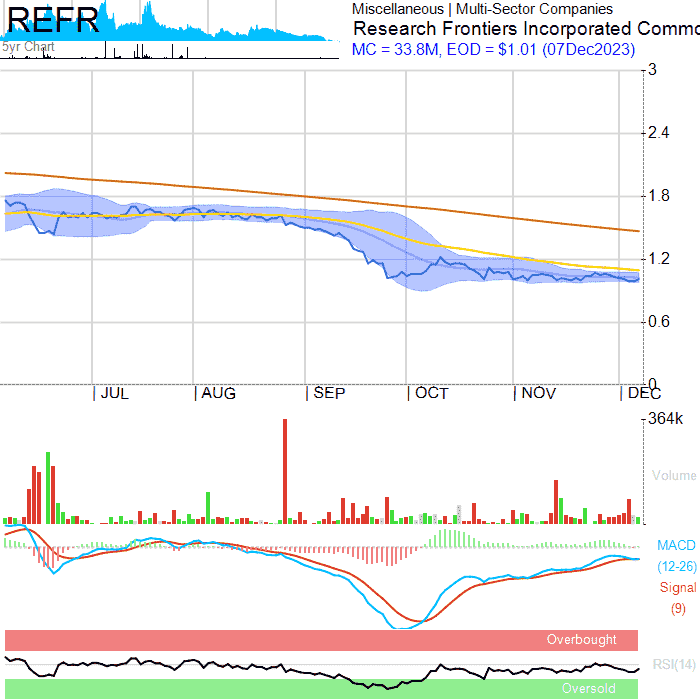 REFR
5yr Chart
Miscellaneous | Multi-Sector Companies
Research Frontiers Incorporated Commo
MC = 33.8M, EOD = $1.01 (07Dec2023)
3
2.4
1.8
1.2
0.6
0
| JUL | AUG | SEP | OCT | NOV | DEC
364k
Volume
MACD
(12-26)
Signal
(9)
Overbought
RSI(14)
Oversold